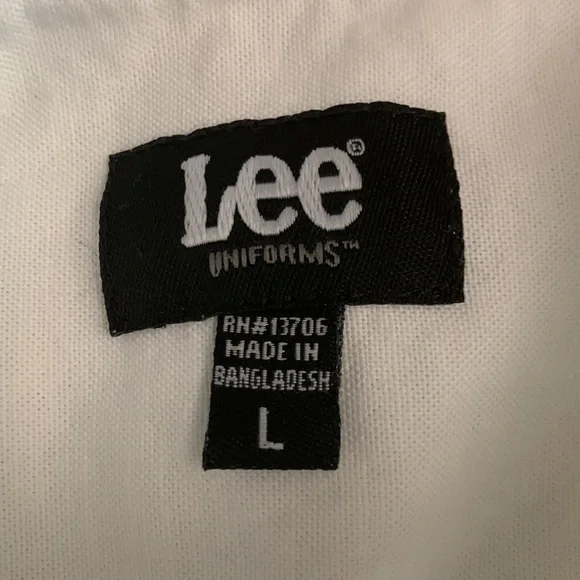 Lee®
UNIFORMS™
RN#13706
MADE IN
BANGLADESH
L